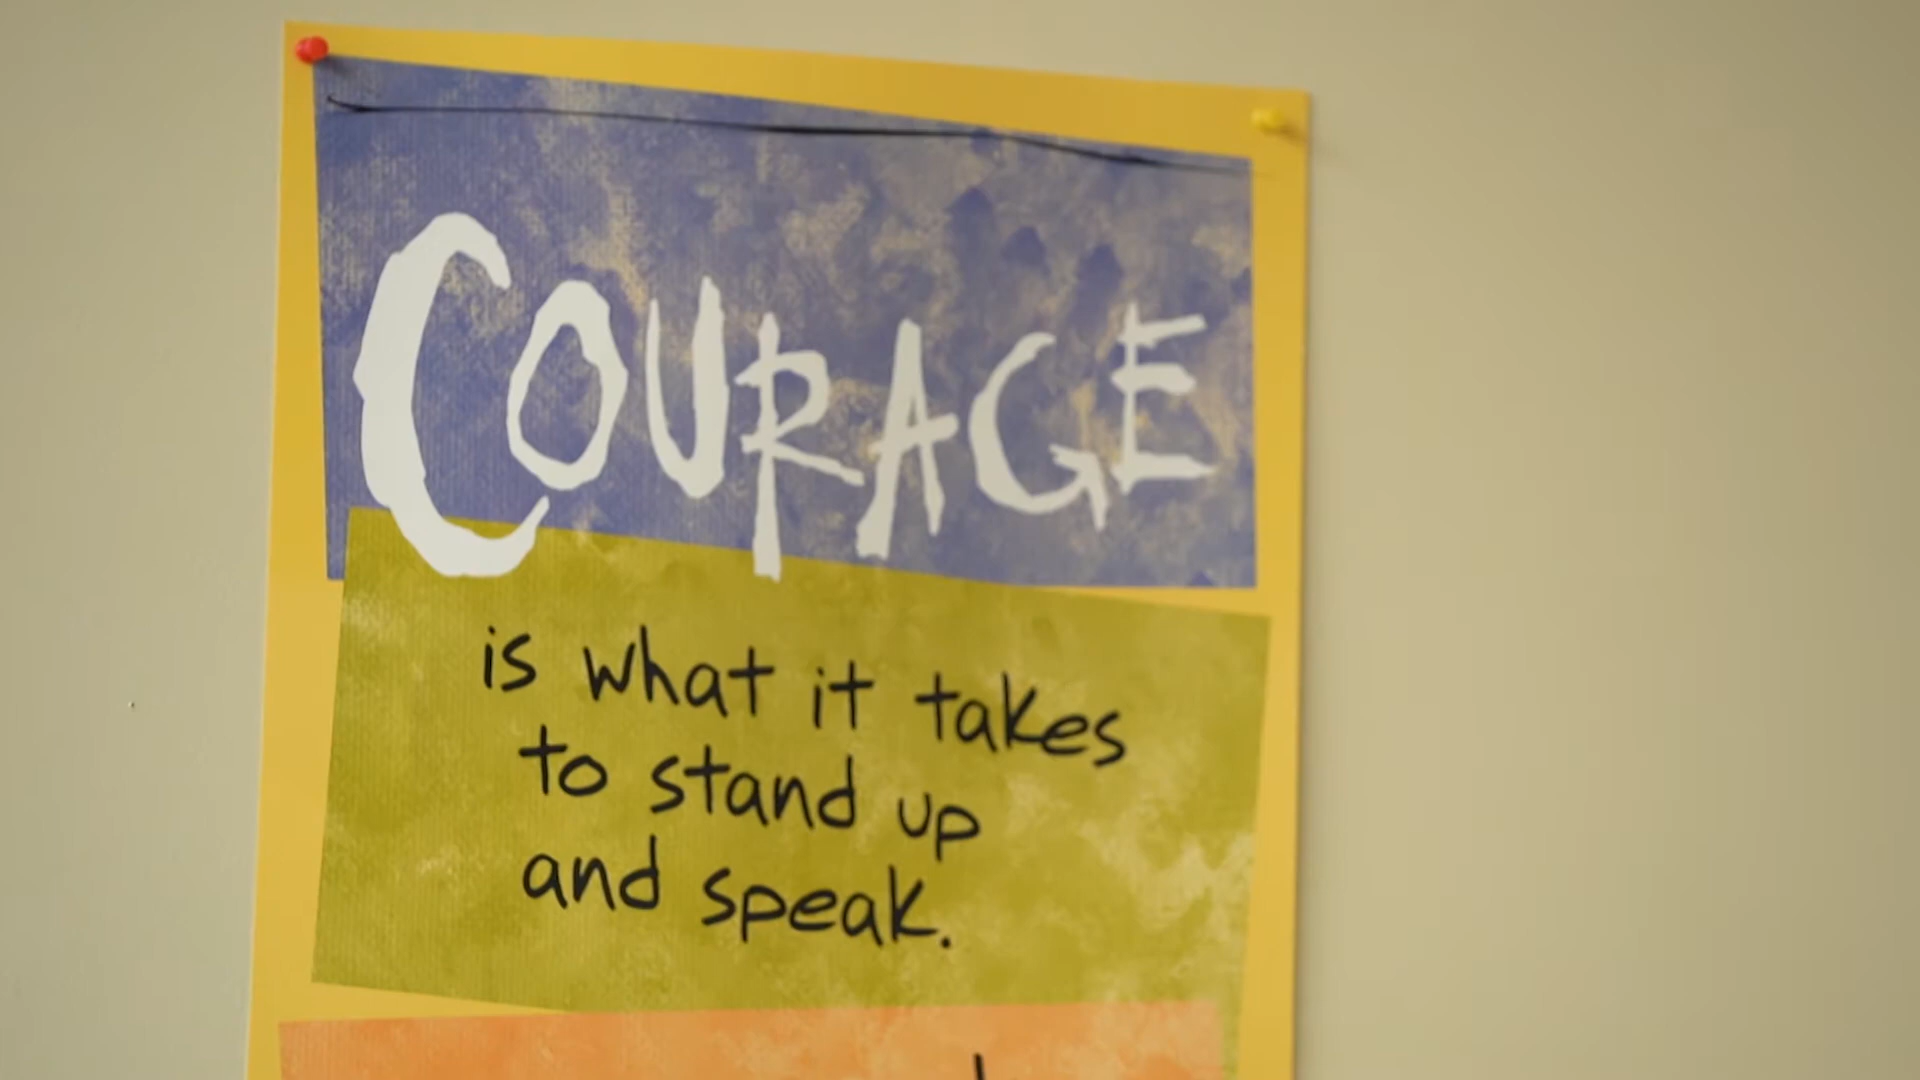 COURAGE
is what it takes
to stand up
and speak.